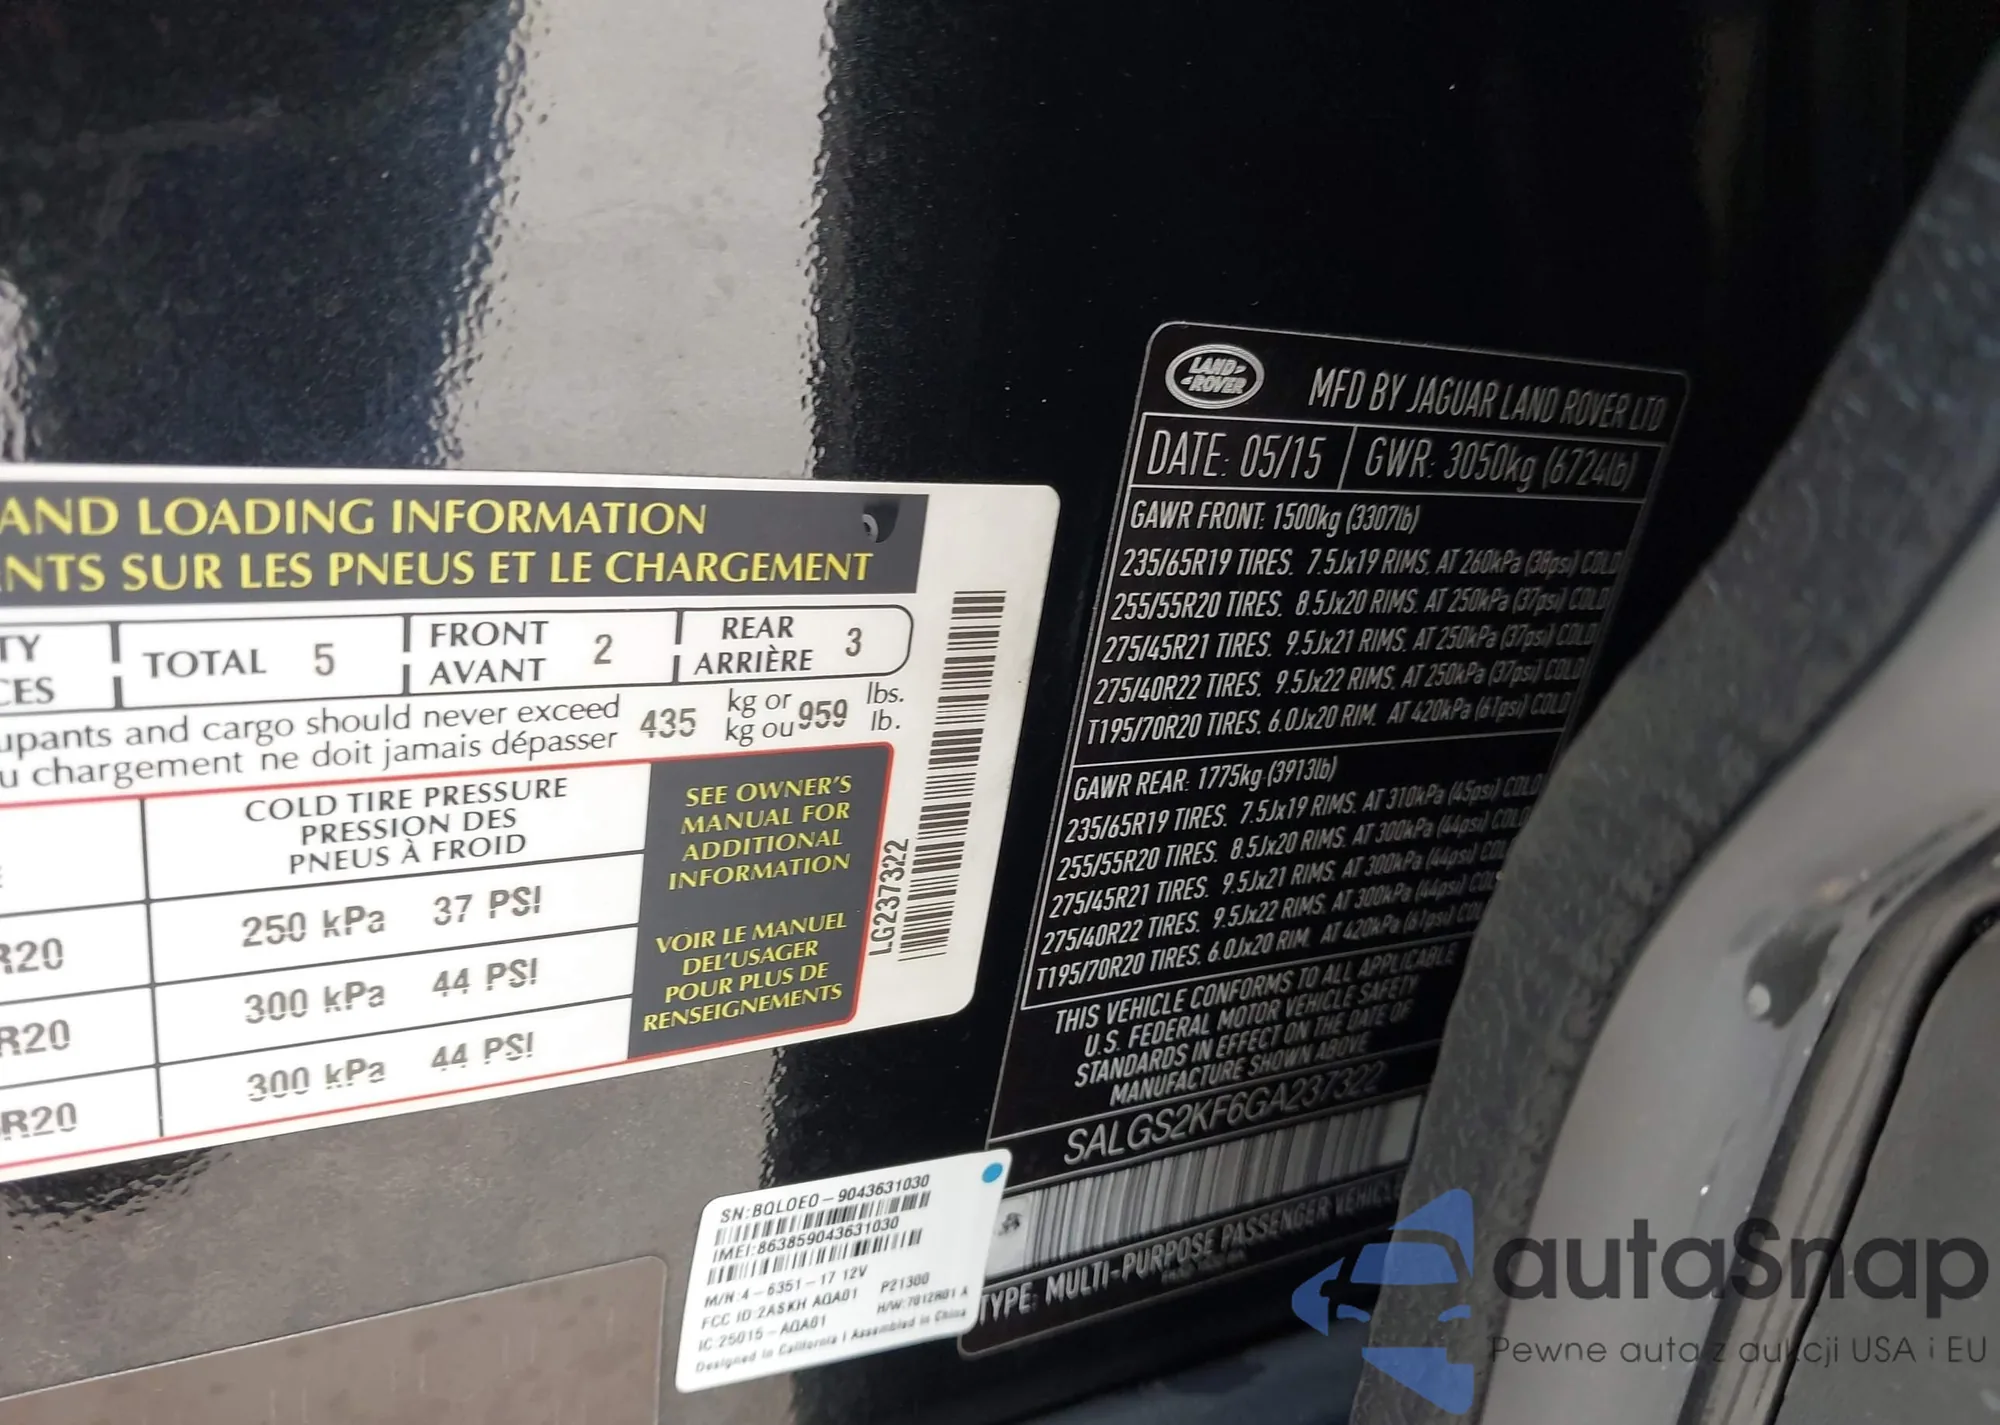 AND LOADING INFORMATION
NTS SUR LES PNEUS ET LE CHARGEMENT
TY
CES
TOTAL 5
FRONT
AVANT
2
REAR
ARRIÈRE
3
upants and cargo should never exceed
u chargement ne doit jamais dépasser
435
kg or
kg ou
959
lbs.
lb.
COLD TIRE PRESSURE
PRESSION DES
PNEUS À FROID
R20 250 kPa 37 PSI
R20 300 kPa 44 PSI
R20 300 kPa 44 PSI
SEE OWNER'S
MANUAL FOR
ADDITIONAL
INFORMATION
VOIR LE MANUEL
DEL'USAGER
POUR PLUS DE
RENSEIGNEMENTS
LG237322
LAND
ROVER
MFD BY JAGUAR LAND ROVER LTD
DATE: 05/15 GWR: 3050kg (6724lb)
GAWR FRONT: 1500kg (3307lb)
235/65R19 TIRES. 7.5Jx19 RIMS. AT 260kPa (38psi) COLD
255/55R20 TIRES. 8.5Jx20 RIMS. AT 250kPa (37psi) COLD
275/45R21 TIRES. 9.5Jx21 RIMS. AT 250kPa (37psi) COLD
275/40R22 TIRES. 9.5Jx22 RIMS. AT 250kPa (37psi) COLD
T195/70R20 TIRES. 6.0Jx20 RIM. AT 420kPa (61psi) COLD
GAWR REAR: 1775kg (3913lb)
235/65R19 TIRES. 7.5Jx19 RIMS. AT 310kPa (45psi) COLD
255/55R20 TIRES. 8.5Jx20 RIMS. AT 300kPa (44psi) COL
275/45R21 TIRES. 9.5Jx21 RIMS. AT 300kPa (44psi) COL
275/40R22 TIRES. 9.5Jx22 RIMS. AT 300kPa (44psi) COL
T195/70R20 TIRES. 6.0Jx20 RIM. AT 420kPa (61psi) COL
THIS VEHICLE CONFORMS TO ALL APPLICABLE
U.S. FEDERAL MOTOR VEHICLE SAFETY
STANDARDS IN EFFECT ON THE DATE OF
MANUFACTURE SHOWN ABOVE
SALGS2KF6GA237322
TYPE: MULTI-PURPOSE PASSENGER VEHICLE
SN:BQLOE0-9043631030
IMEI:863859043631030
M/N:4-6351-17 12V P21300
FCC ID:2ASKH AQA01 H/W:7012R01 A
IC:25015-AQA01
Designed in California | Assembled in China
autaSnap
Pewne auta z aukcji USA i EU